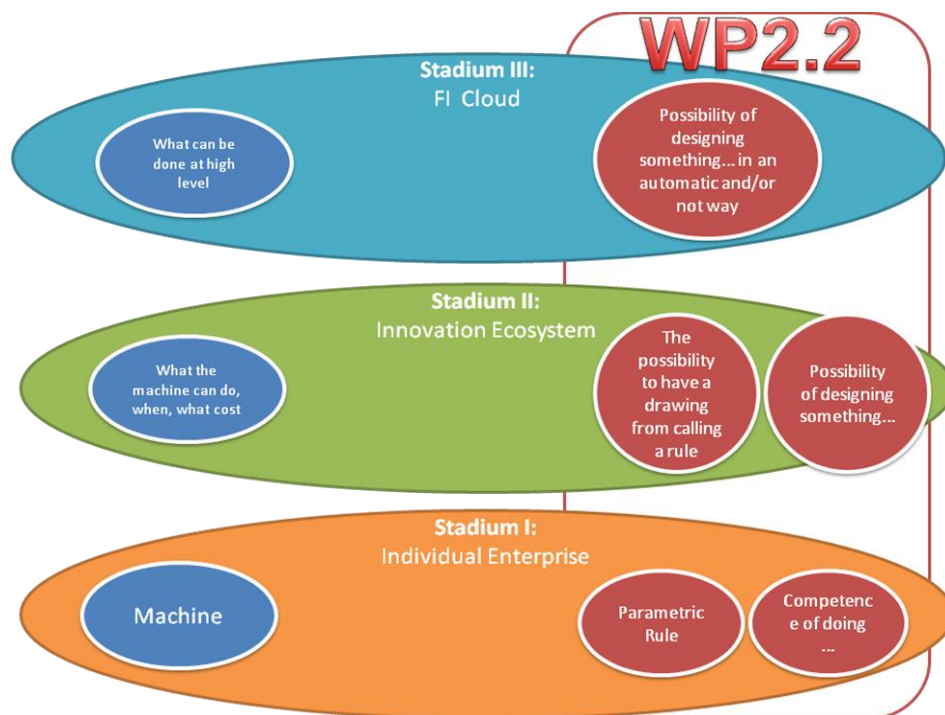 WP2.2
Stadium III:
FI Cloud
What can be
done at high
level
Possibility of
designing
something... in an
automatic and/or
not way
Stadium II:
Innovation Ecosystem
What the
machine can do,
when, what cost
The
possibility
to have a
drawing
from calling
a rule
Possibility
of designing
something...
Stadium I:
Individual Enterprise
Machine
Parametric
Rule
Competenc
e of doing
...